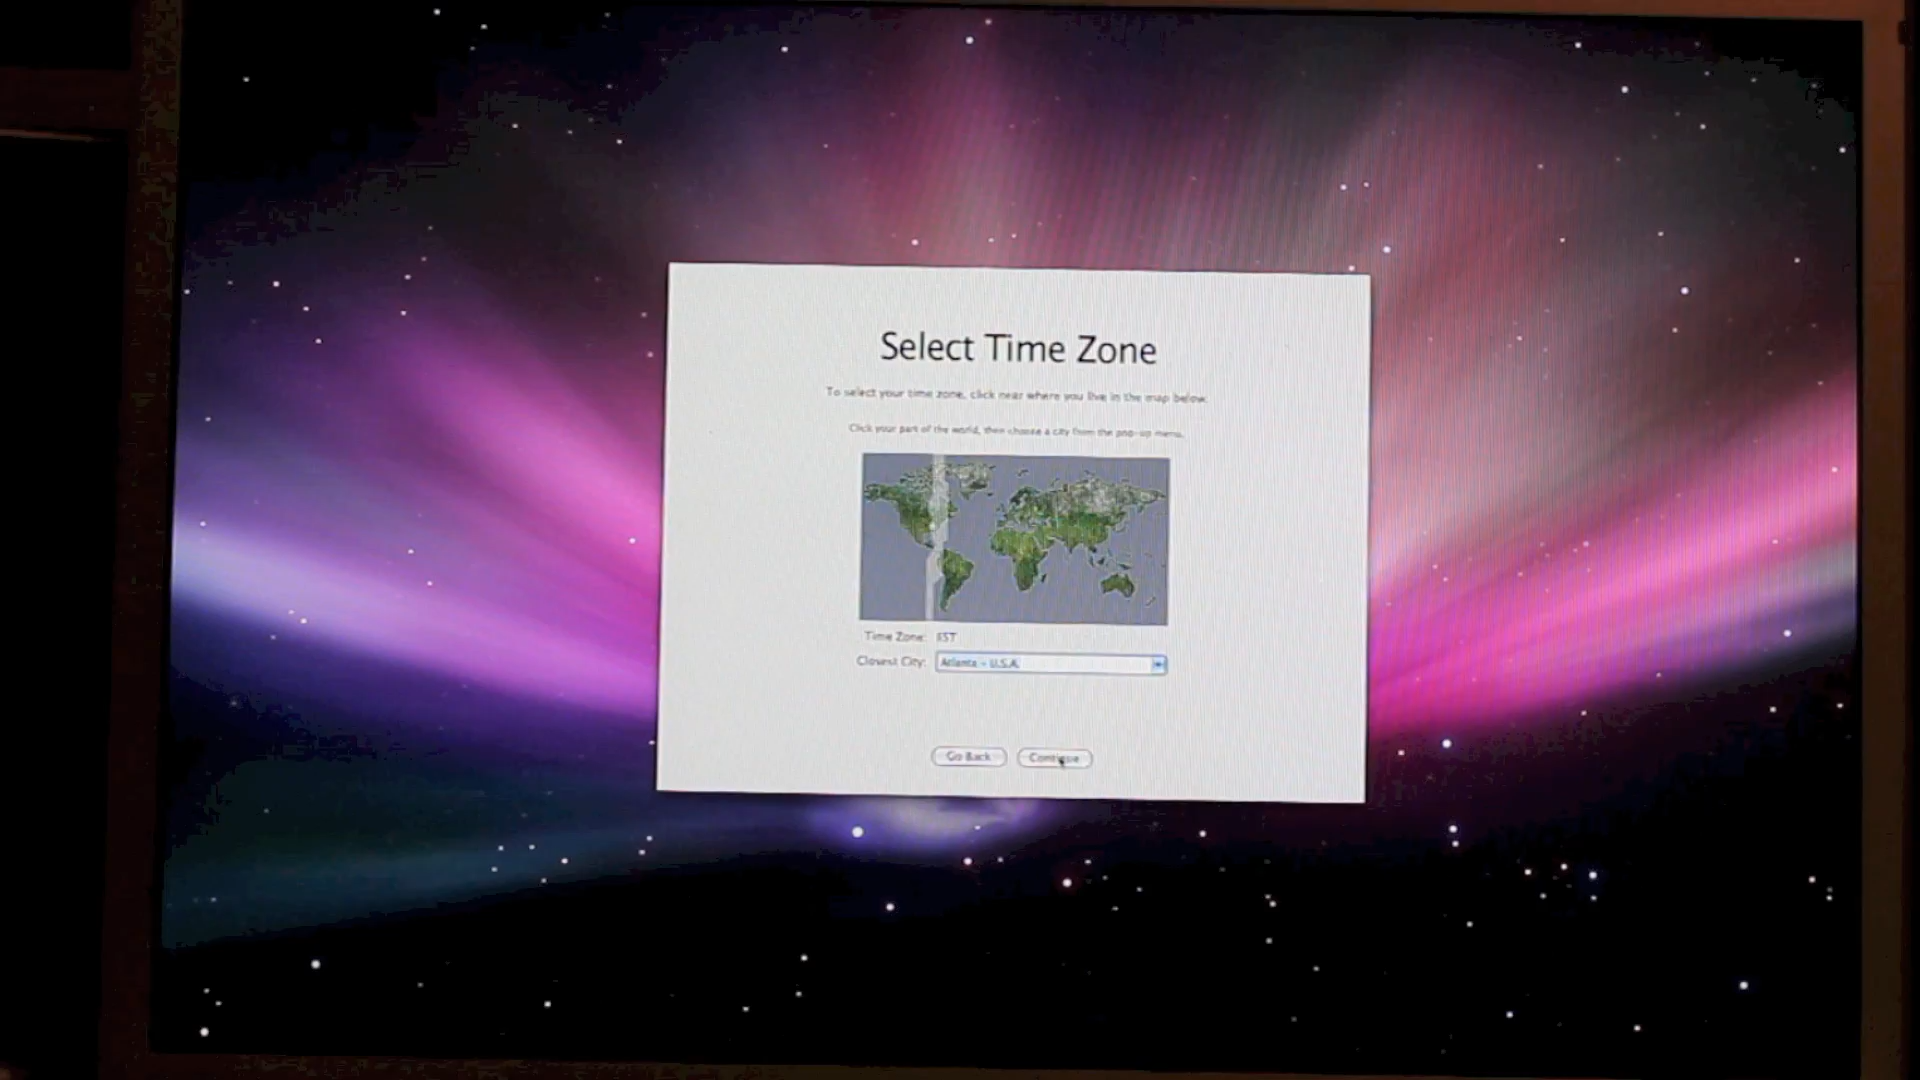 Select Time Zone
To select your time zone, click near where you live in the map below.
Click your part of the world, then choose a city from the pop-up menu.
Time Zone: EST
Closest City: Atlanta - U.S.A.
Go Back Continue